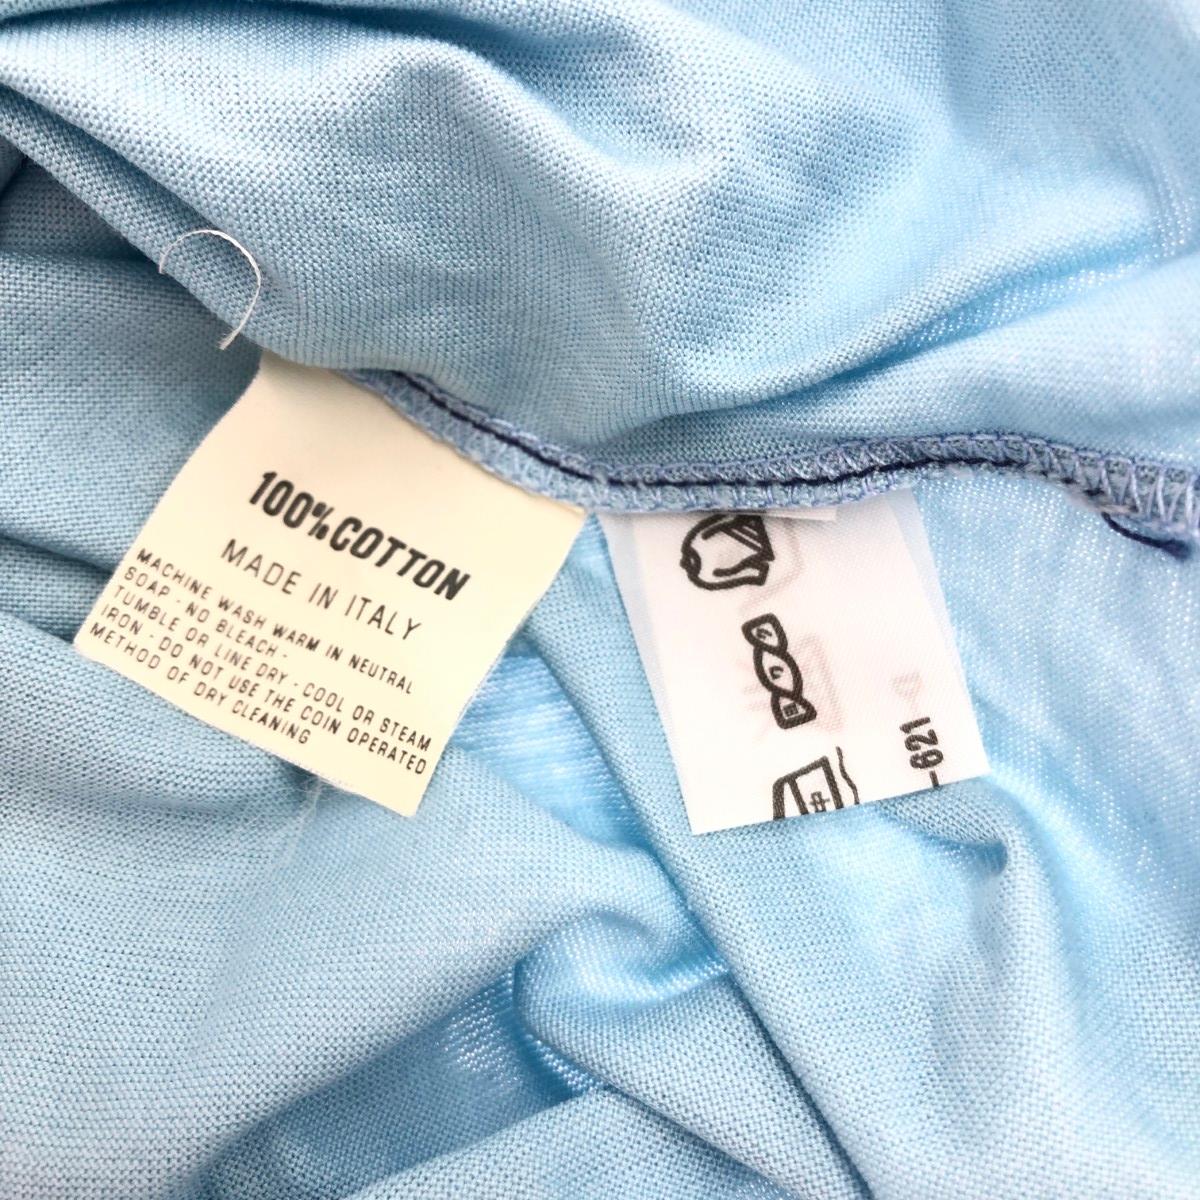 100% COTTON
MADE IN ITALY
MACHINE WASH WARM IN NEUTRAL
SOAP - NO BLEACH -
TUMBLE OR LINE DRY - COOL OR STEAM
IRON - DO NOT USE THE COIN OPERATED
METHOD OF DRY CLEANING
-621